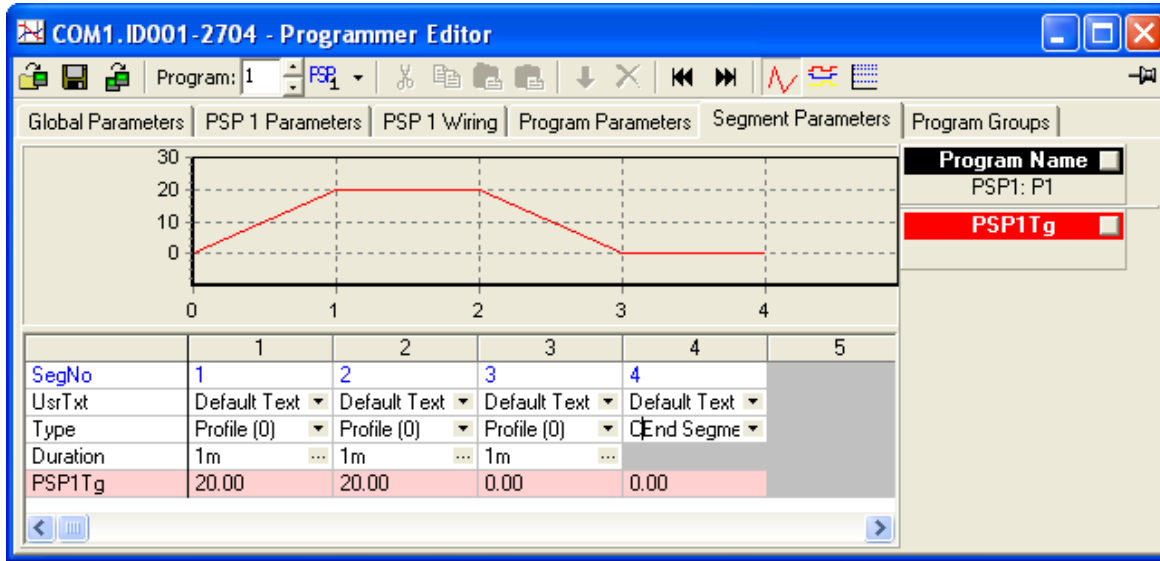 COM1.ID001-2704 - Programmer Editor
Program: 1 PSP1
Global Parameters PSP 1 Parameters PSP 1 Wiring Program Parameters Segment Parameters Program Groups
30
20
10
0
0 1 2 3 4
Program Name
PSP1: P1
PSP1Tg
1 2 3 4 5
SegNo 1 2 3 4
UsrTxt Default Text Default Text Default Text Default Text
Type Profile (0) Profile (0) Profile (0) End Segme
Duration 1m ... 1m ... 1m ...
PSP1Tg 20.00 20.00 0.00 0.00